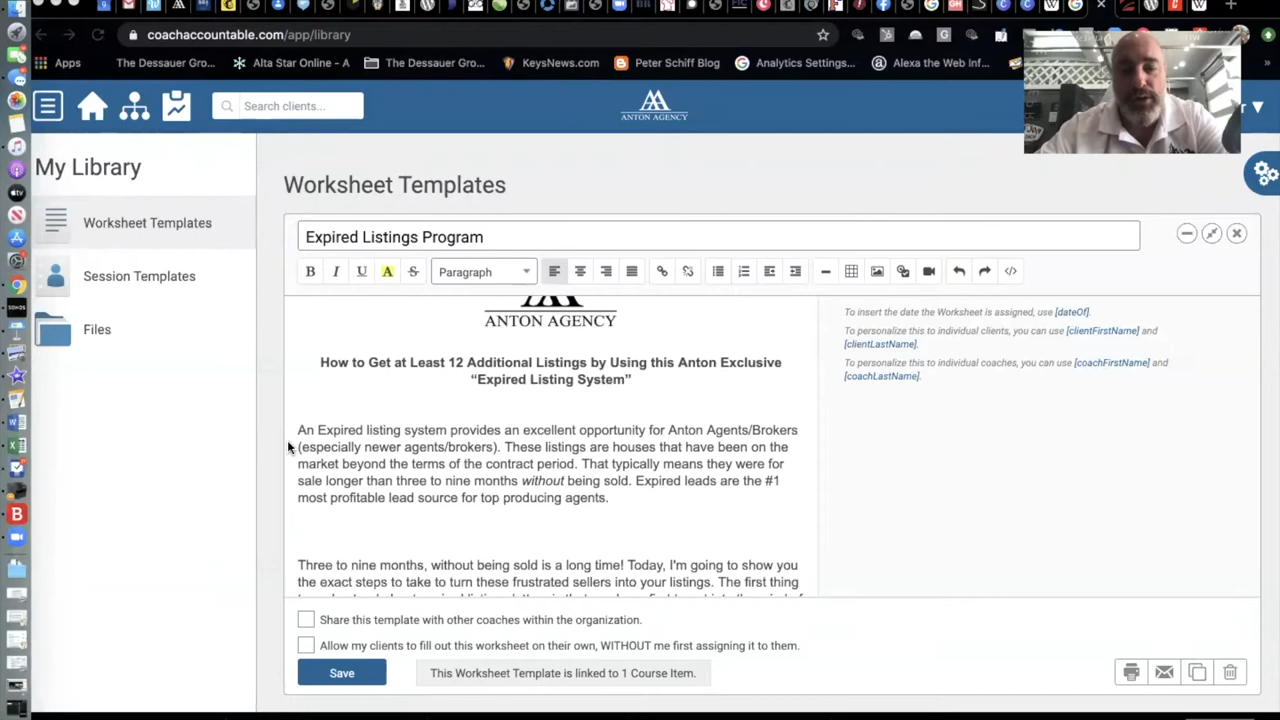 coachaccountable.com/app/library
Apps
The Dessauer Group...
Alta Star Online - A
The Dessauer Group...
KeysNews.com
Peter Schiff Blog
Analytics Settings...
Alexa the Web Inf...
»
Search clients...
ANTON AGENCY
My Library
Worksheet Templates
Session Templates
Files
Worksheet Templates
Expired Listings Program
B I U A S Paragraph
ANTON AGENCY
How to Get at Least 12 Additional Listings by Using this Anton Exclusive
“Expired Listing System”
An Expired listing system provides an excellent opportunity for Anton Agents/Brokers
(especially newer agents/brokers). These listings are houses that have been on the
market beyond the terms of the contract period. That typically means they were for
sale longer than three to nine months without being sold. Expired leads are the #1
most profitable lead source for top producing agents.
Three to nine months, without being sold is a long time! Today, I'm going to show you
the exact steps to take to turn these frustrated sellers into your listings. The first thing
To insert the date the Worksheet is assigned, use [dateOf].
To personalize this to individual clients, you can use [clientFirstName] and
[clientLastName].
To personalize this to individual coaches, you can use [coachFirstName] and
[coachLastName].
Share this template with other coaches within the organization.
Allow my clients to fill out this worksheet on their own, WITHOUT me first assigning it to them.
Save
This Worksheet Template is linked to 1 Course Item.